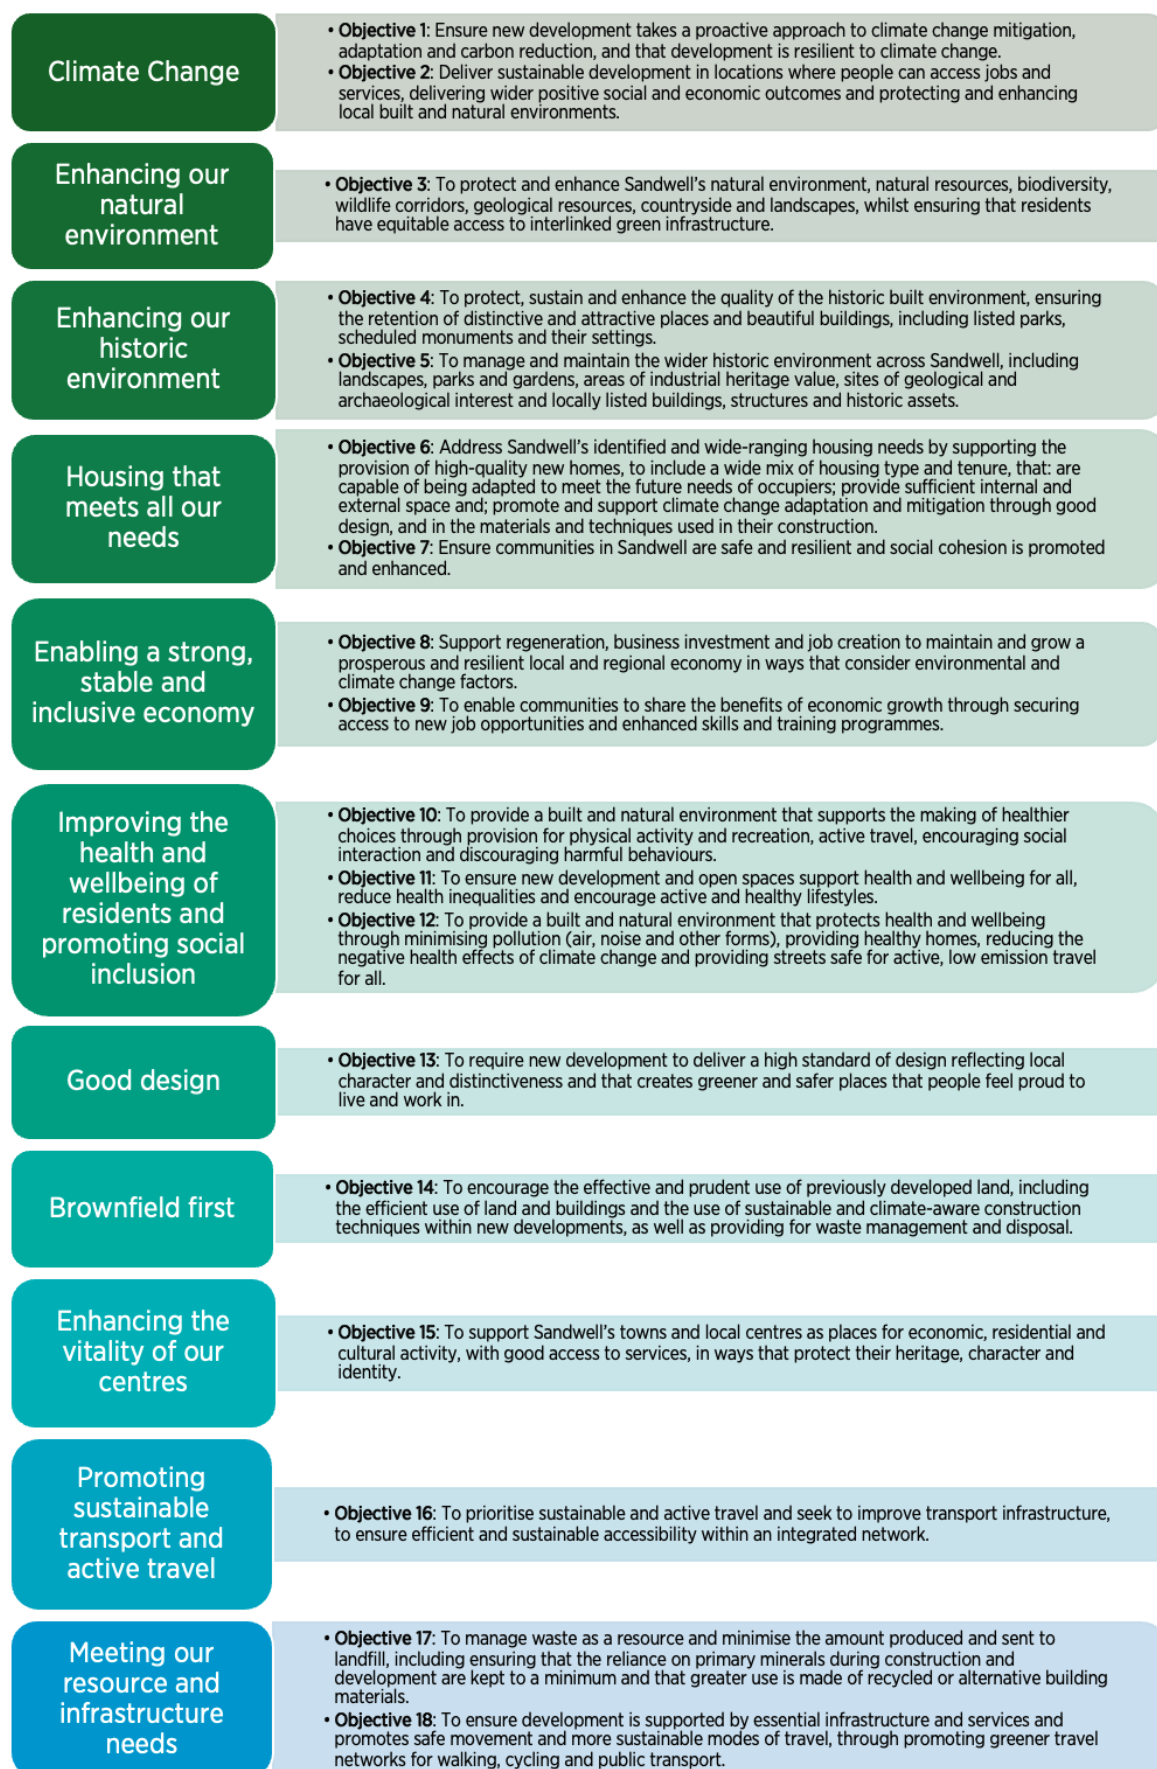 Climate Change
• Objective 1: Ensure new development takes a proactive approach to climate change mitigation,
adaptation and carbon reduction, and that development is resilient to climate change.
• Objective 2: Deliver sustainable development in locations where people can access jobs and
services, delivering wider positive social and economic outcomes and protecting and enhancing
local built and natural environments.
Enhancing our
natural
environment
• Objective 3: To protect and enhance Sandwell’s natural environment, natural resources, biodiversity,
wildlife corridors, geological resources, countryside and landscapes, whilst ensuring that residents
have equitable access to interlinked green infrastructure.
Enhancing our
historic
environment
• Objective 4: To protect, sustain and enhance the quality of the historic built environment, ensuring
the retention of distinctive and attractive places and beautiful buildings, including listed parks,
scheduled monuments and their settings.
• Objective 5: To manage and maintain the wider historic environment across Sandwell, including
landscapes, parks and gardens, areas of industrial heritage value, sites of geological and
archaeological interest and locally listed buildings, structures and historic assets.
Housing that
meets all our
needs
• Objective 6: Address Sandwell’s identified and wide-ranging housing needs by supporting the
provision of high-quality new homes, to include a wide mix of housing type and tenure, that: are
capable of being adapted to meet the future needs of occupiers; provide sufficient internal and
external space and; promote and support climate change adaptation and mitigation through good
design, and in the materials and techniques used in their construction.
• Objective 7: Ensure communities in Sandwell are safe and resilient and social cohesion is promoted
and enhanced.
Enabling a strong,
stable and
inclusive economy
• Objective 8: Support regeneration, business investment and job creation to maintain and grow a
prosperous and resilient local and regional economy in ways that consider environmental and
climate change factors.
• Objective 9: To enable communities to share the benefits of economic growth through securing
access to new job opportunities and enhanced skills and training programmes.
Improving the
health and
wellbeing of
residents and
promoting social
inclusion
• Objective 10: To provide a built and natural environment that supports the making of healthier
choices through provision for physical activity and recreation, active travel, encouraging social
interaction and discouraging harmful behaviours.
• Objective 11: To ensure new development and open spaces support health and wellbeing for all,
reduce health inequalities and encourage active and healthy lifestyles.
• Objective 12: To provide a built and natural environment that protects health and wellbeing
through minimising pollution (air, noise and other forms), providing healthy homes, reducing the
negative health effects of climate change and providing streets safe for active, low emission travel
for all.
Good design
• Objective 13: To require new development to deliver a high standard of design reflecting local
character and distinctiveness and that creates greener and safer places that people feel proud to
live and work in.
Brownfield first
• Objective 14: To encourage the effective and prudent use of previously developed land, including
the efficient use of land and buildings and the use of sustainable and climate-aware construction
techniques within new developments, as well as providing for waste management and disposal.
Enhancing the
vitality of our
centres
• Objective 15: To support Sandwell’s towns and local centres as places for economic, residential and
cultural activity, with good access to services, in ways that protect their heritage, character and
identity.
Promoting
sustainable
transport and
active travel
• Objective 16: To prioritise sustainable and active travel and seek to improve transport infrastructure,
to ensure efficient and sustainable accessibility within an integrated network.
Meeting our
resource and
infrastructure
needs
• Objective 17: To manage waste as a resource and minimise the amount produced and sent to
landfill, including ensuring that the reliance on primary minerals during construction and
development are kept to a minimum and that greater use is made of recycled or alternative building
materials.
• Objective 18: To ensure development is supported by essential infrastructure and services and
promotes safe movement and more sustainable modes of travel, through promoting greener travel
networks for walking, cycling and public transport.